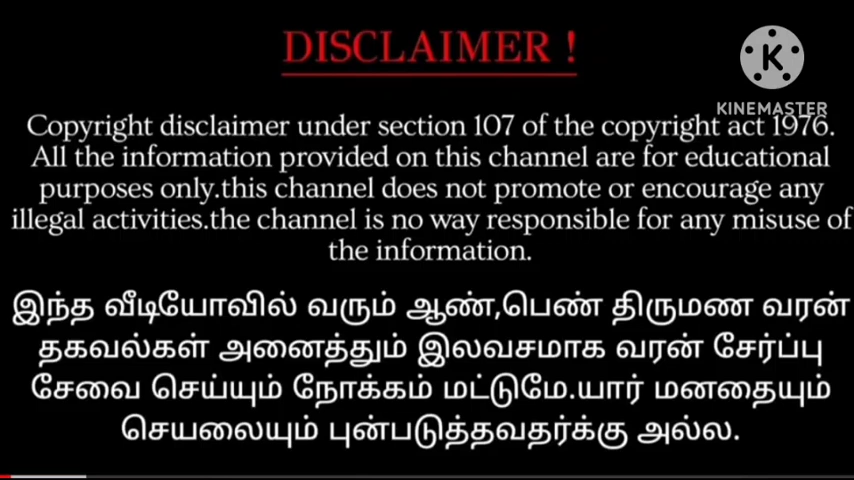 DISCLAIMER !
KINEMASTER
Copyright disclaimer under section 107 of the copyright act 1976.
All the information provided on this channel are for educational
purposes only.this channel does not promote or encourage any
illegal activities.the channel is no way responsible for any misuse of
the information.
இந்த வீடியோவில் வரும் ஆண்,பெண் திருமண வரன்
தகவல்கள் அனைத்தும் இலவசமாக வரன் சேர்ப்பு
சேவை செய்யும் நோக்கம் மட்டுமே.யார் மனதையும்
செயலையும் புன்படுத்தவதர்க்கு அல்ல.